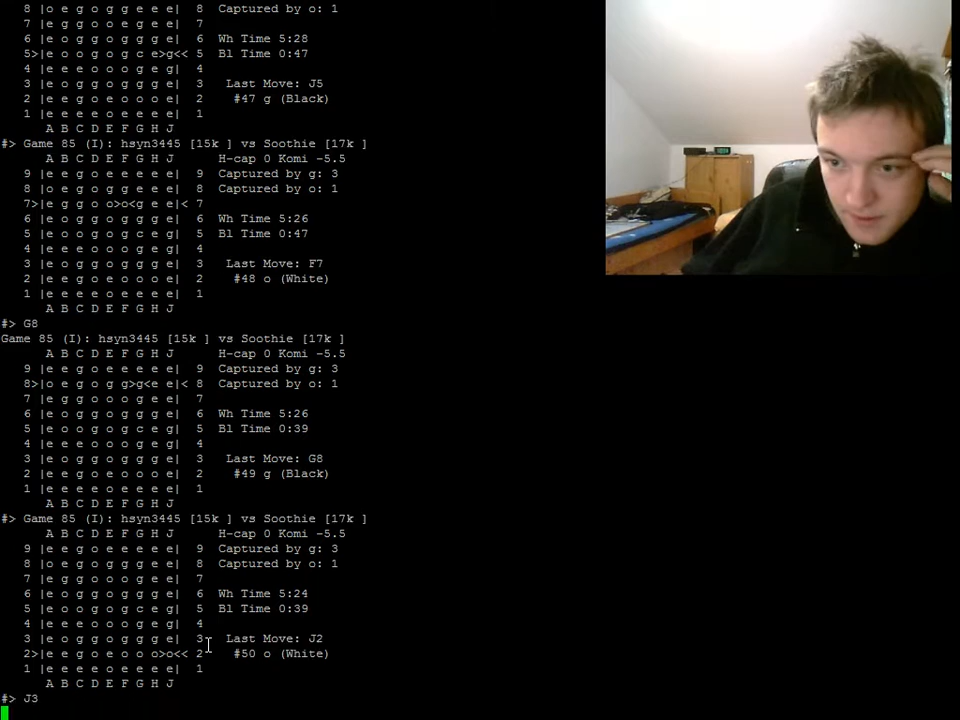 8 |o e g o g g e e e| 8 Captured by o: 1
7 |e g g o o g e e e| 7
6 |e o g g o g g g e| 6 Wh Time 5:28
5>|e o o g o g c e>g<< 5 Bl Time 0:47
4 |e e e o o o g e g| 4
3 |e o g g o g g g e| 3 Last Move: J5
2 |e e g o e o o o e| 2 #47 g (Black)
1 |e e e o e e e e e| 1
A B C D E F G H J
#> Game 85 (I): hsyn3445 [15k ] vs Soothie [17k ]
A B C D E F G H J H-cap 0 Komi -5.5
9 |e e g o e e e e e| 9 Captured by g: 3
8 |o e g o g g e e e| 8 Captured by o: 1
7>|e g g o o>o<g e e|< 7
6 |e o g g o g g g e| 6 Wh Time 5:26
5 |e o o g o g c e g| 5 Bl Time 0:47
4 |e e e o o o g e g| 4
3 |e o g g o g g g e| 3 Last Move: F7
2 |e e g o e o o o e| 2 #48 o (White)
1 |e e e o e e e e e| 1
A B C D E F G H J
#> G8
Game 85 (I): hsyn3445 [15k ] vs Soothie [17k ]
A B C D E F G H J H-cap 0 Komi -5.5
9 |e e g o e e e e e| 9 Captured by g: 3
8>|o e g o g g>g<e e|< 8 Captured by o: 1
7 |e g g o o o g e e| 7
6 |e o g g o g g g e| 6 Wh Time 5:26
5 |e o o g o g c e g| 5 Bl Time 0:39
4 |e e e o o o g e g| 4
3 |e o g g o g g g e| 3 Last Move: G8
2 |e e g o e o o o e| 2 #49 g (Black)
1 |e e e o e e e e e| 1
A B C D E F G H J
#> Game 85 (I): hsyn3445 [15k ] vs Soothie [17k ]
A B C D E F G H J H-cap 0 Komi -5.5
9 |e e g o e e e e e| 9 Captured by g: 3
8 |o e g o g g g e e| 8 Captured by o: 1
7 |e g g o o o g e e| 7
6 |e o g g o g g g e| 6 Wh Time 5:24
5 |e o o g o g c e g| 5 Bl Time 0:39
4 |e e e o o o g e g| 4
3 |e o g g o g g g e| 3 Last Move: J2
2>|e e g o e o o o>o<< 2 #50 o (White)
1 |e e e o e e e e e| 1
A B C D E F G H J
#> J3